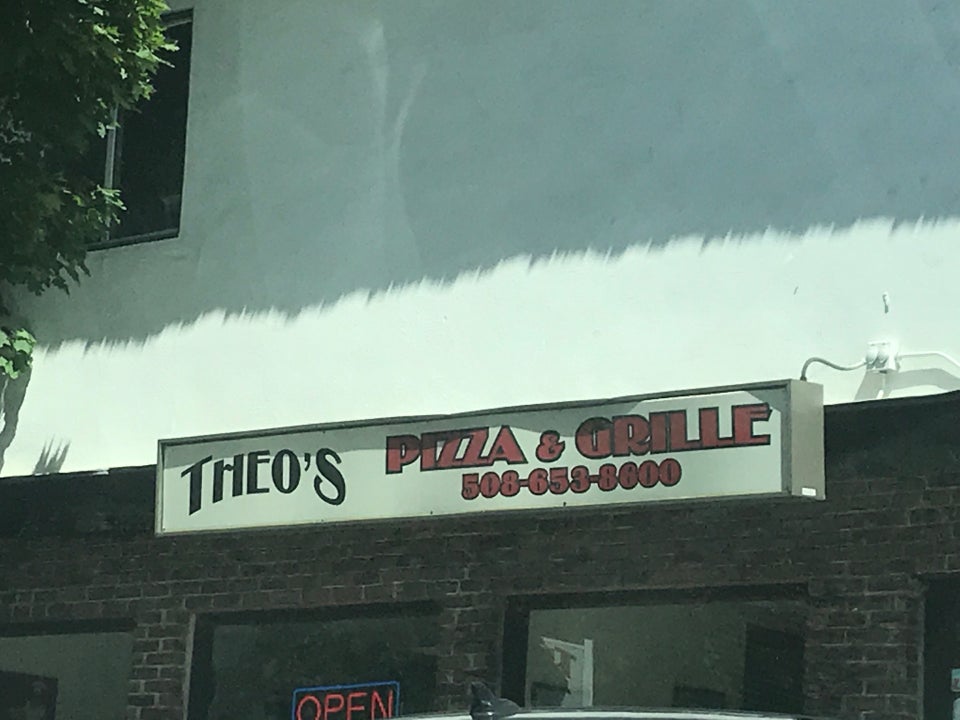 THEO'S PIZZA & GRILLE
508-653-8600
OPEN